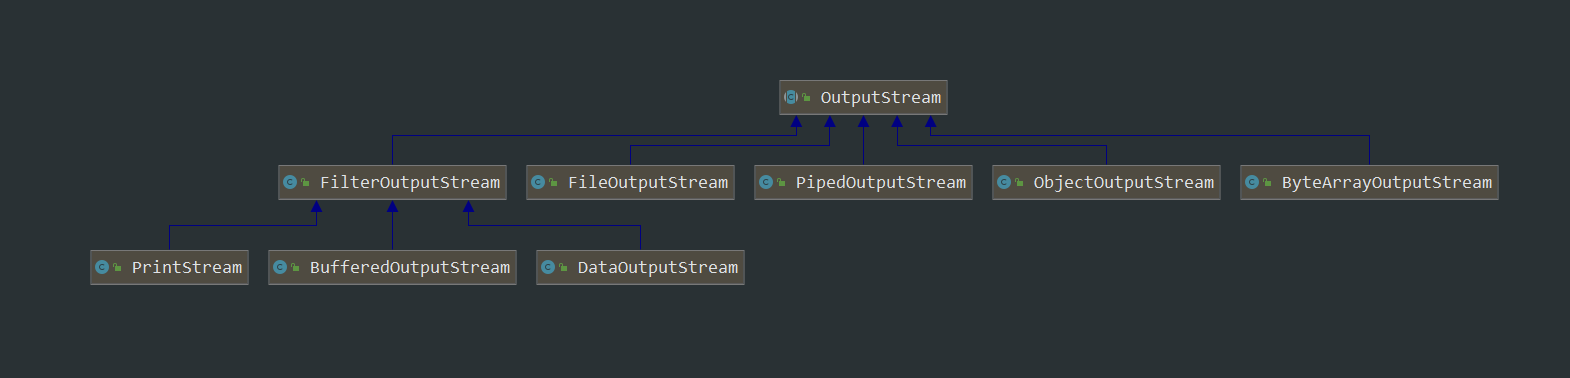 OutputStream
FilterOutputStream
FileOutputStream
PipedOutputStream
ObjectOutputStream
ByteArrayOutputStream
PrintStream
BufferedOutputStream
DataOutputStream